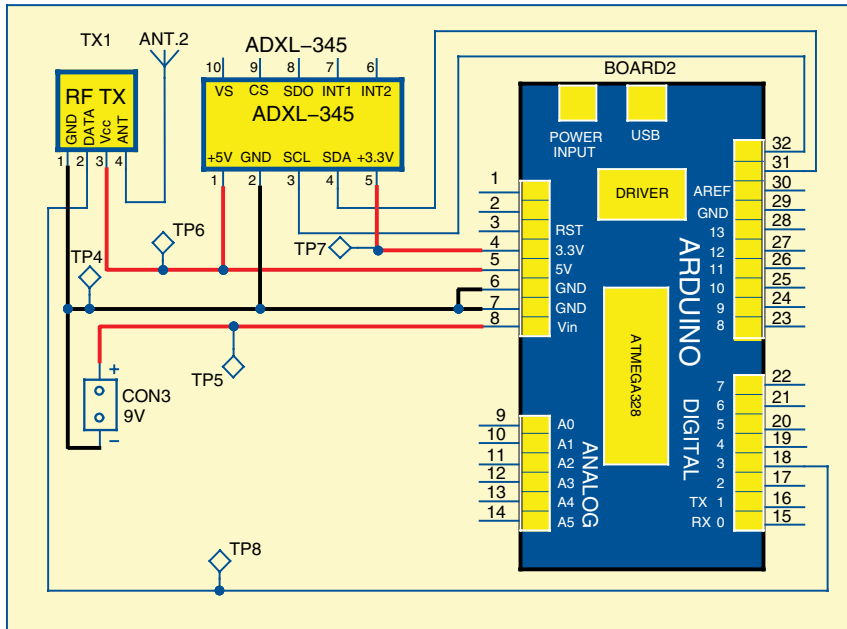 TX1
ANT.2
RF TX
GND
DATA
Vcc
ANT
1 2 3 4
ADXL-345
10 9 8 7 6
VS CS SDO INT1 INT2
ADXL-345
+5V GND SCL SDA +3.3V
1 2 3 4 5
TP6
TP7
TP4
TP5
TP8
+
CON3
9V
−
BOARD2
POWER
INPUT
USB
DRIVER
ARDUINO
ATMEGA328
ANALOG
DIGITAL
1
2
3 RST
4 3.3V
5 5V
6 GND
7 GND
8 Vin
9 A0
10 A1
11 A2
12 A3
13 A4
14 A5
32
31
AREF 30
GND 29
13 28
12 27
11 26
10 25
9 24
8 23
7 22
6 21
5 20
4 19
3 18
2 17
TX 1 16
RX 0 15